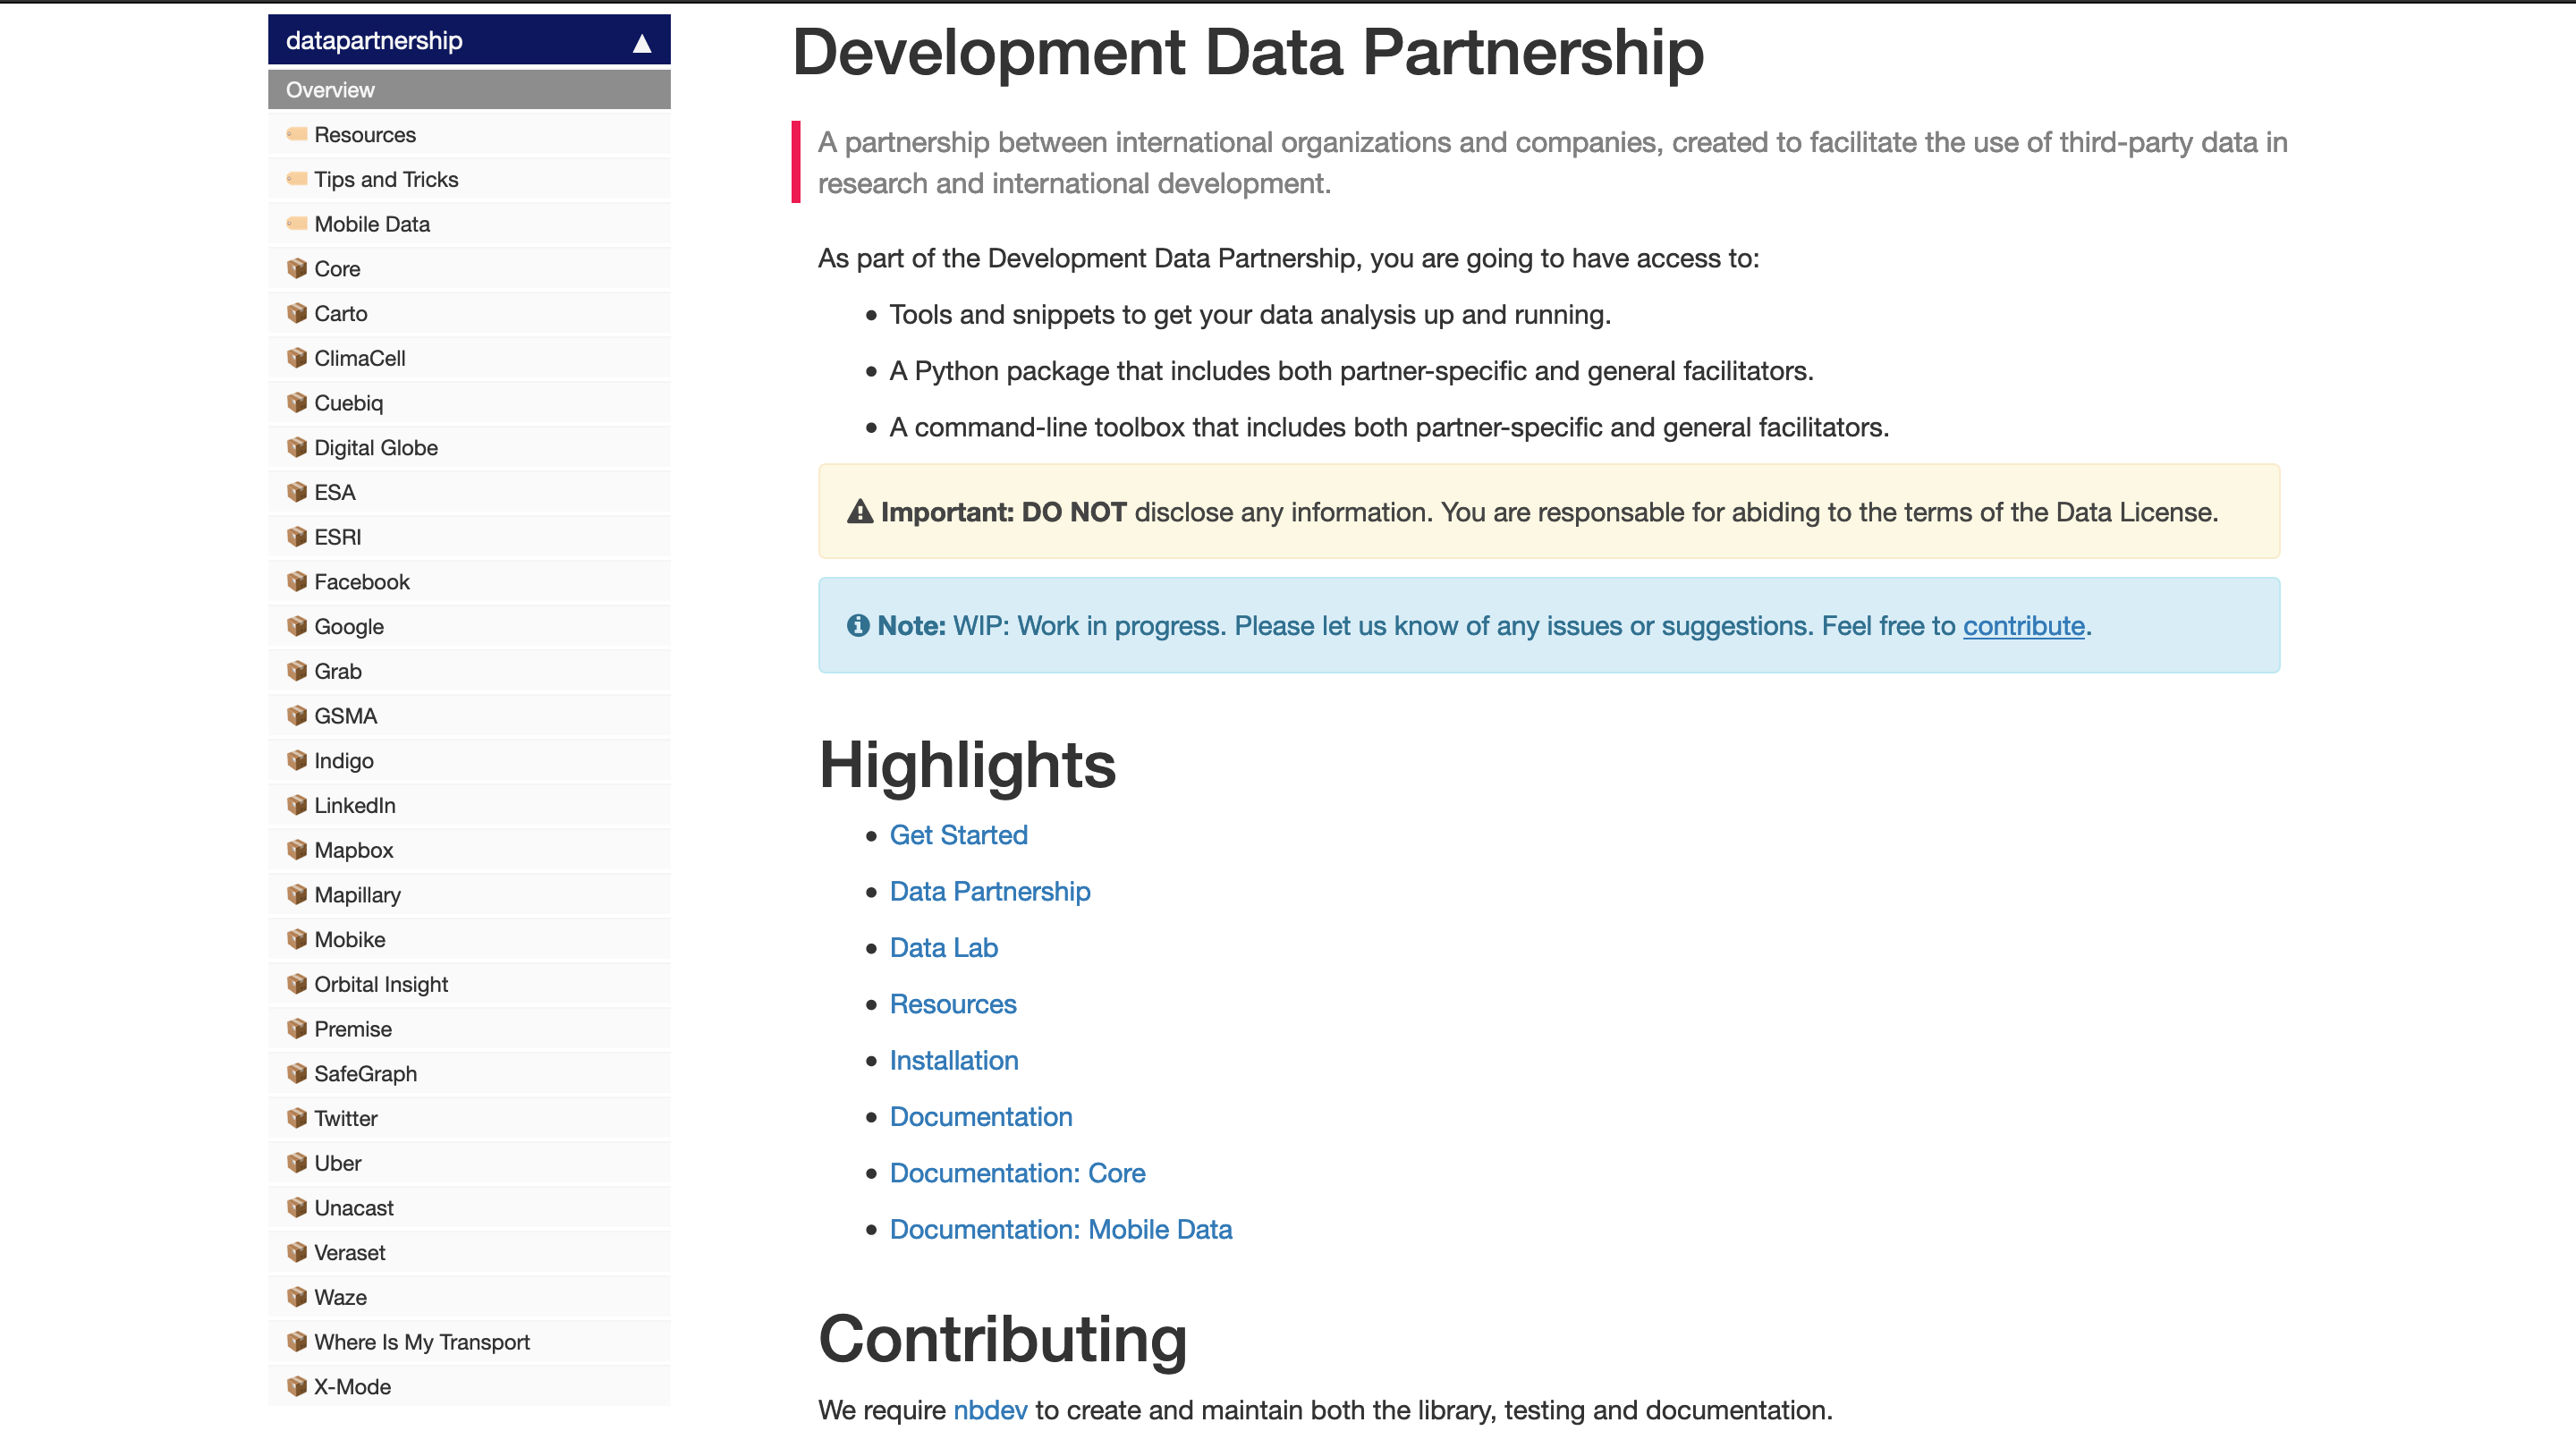 datapartnership ▲
Overview
Resources
Tips and Tricks
Mobile Data
Core
Carto
ClimaCell
Cuebiq
Digital Globe
ESA
ESRI
Facebook
Google
Grab
GSMA
Indigo
LinkedIn
Mapbox
Mapillary
Mobike
Orbital Insight
Premise
SafeGraph
Twitter
Uber
Unacast
Veraset
Waze
Where Is My Transport
X-Mode
Development Data Partnership
A partnership between international organizations and companies, created to facilitate the use of third-party data in
research and international development.
As part of the Development Data Partnership, you are going to have access to:
• Tools and snippets to get your data analysis up and running.
• A Python package that includes both partner-specific and general facilitators.
• A command-line toolbox that includes both partner-specific and general facilitators.
Important: DO NOT disclose any information. You are responsable for abiding to the terms of the Data License.
Note: WIP: Work in progress. Please let us know of any issues or suggestions. Feel free to contribute.
Highlights
• Get Started
• Data Partnership
• Data Lab
• Resources
• Installation
• Documentation
• Documentation: Core
• Documentation: Mobile Data
Contributing
We require nbdev to create and maintain both the library, testing and documentation.